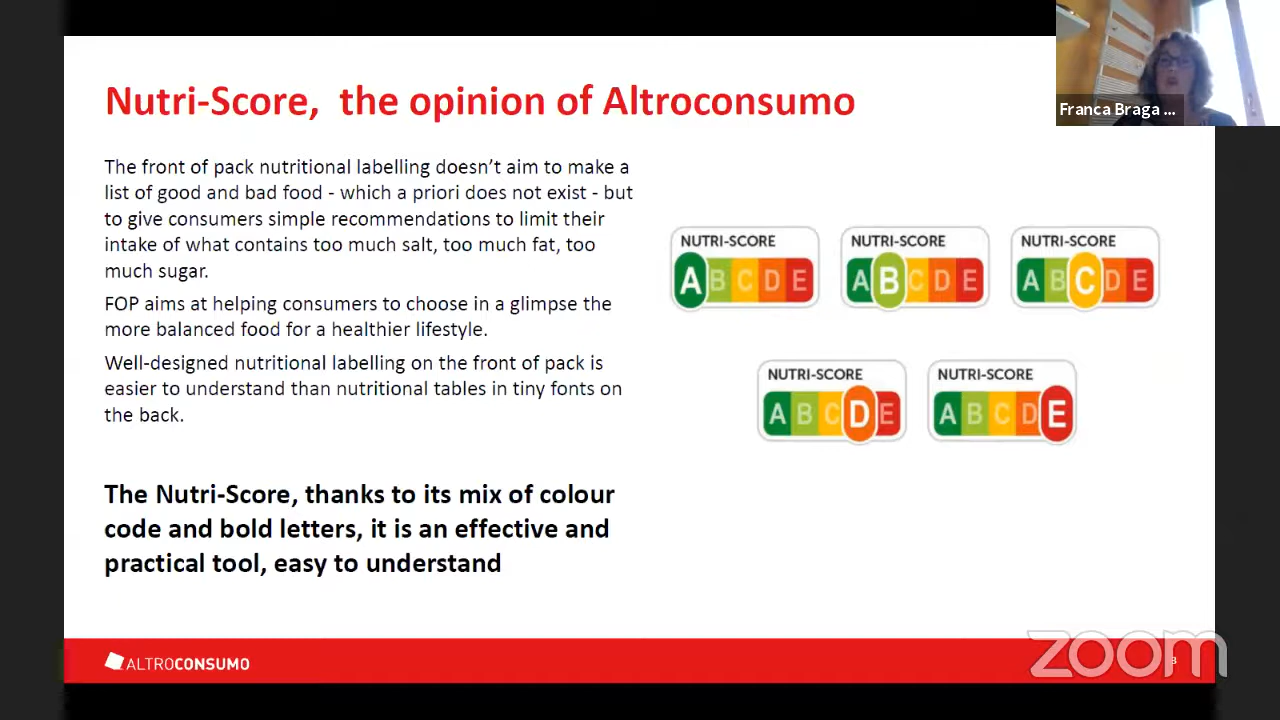 Nutri-Score, the opinion of Altroconsumo
Franca Braga ...
The front of pack nutritional labelling doesn't aim to make a
list of good and bad food - which a priori does not exist - but
to give consumers simple recommendations to limit their
intake of what contains too much salt, too much fat, too
much sugar.
FOP aims at helping consumers to choose in a glimpse the
more balanced food for a healthier lifestyle.
Well-designed nutritional labelling on the front of pack is
easier to understand than nutritional tables in tiny fonts on
the back.
The Nutri-Score, thanks to its mix of colour
code and bold letters, it is an effective and
practical tool, easy to understand
NUTRI-SCORE
A B C D E
NUTRI-SCORE
A B C D E
NUTRI-SCORE
A B C D E
NUTRI-SCORE
A B C D E
NUTRI-SCORE
A B C D E
ALTROCONSUMO
zoom